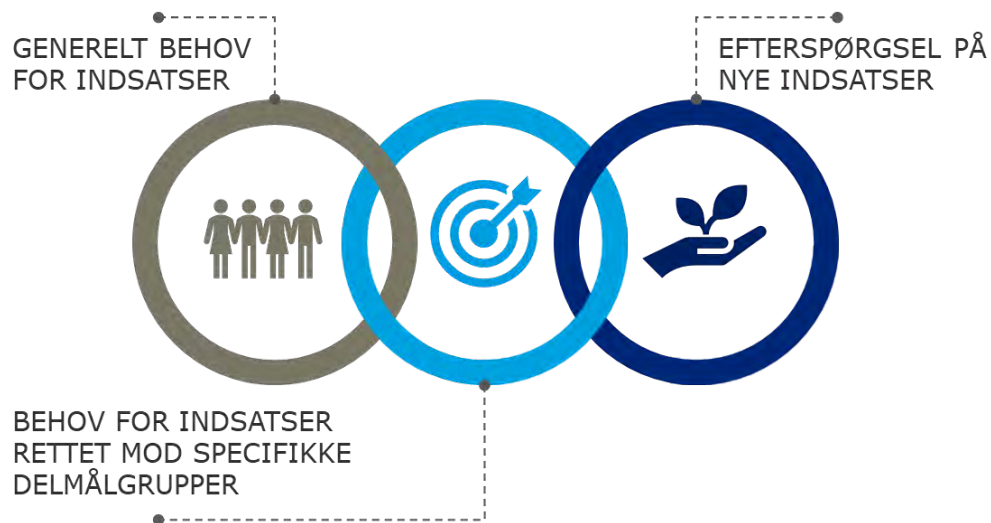 GENERELT BEHOV
FOR INDSATSER
EFTERSPØRGSEL PÅ
NYE INDSATSER
BEHOV FOR INDSATSER
RETTET MOD SPECIFIKKE
DELMÅLGRUPPER